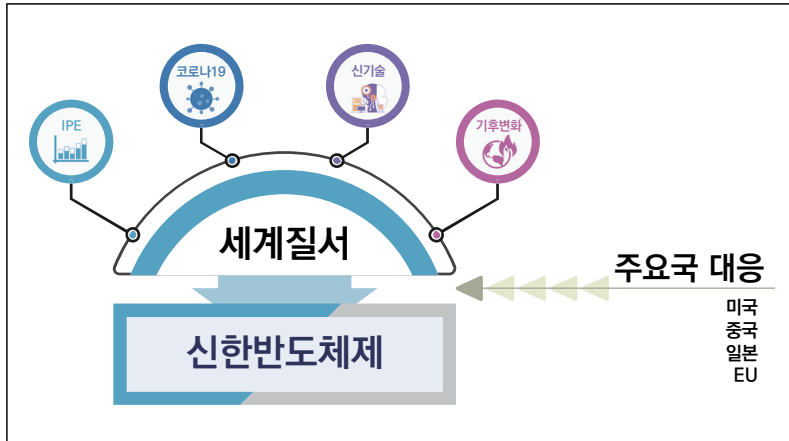 코로나19
신기술
IPE
기후변화
세계질서
주요국 대응
미국
중국
일본
EU
신한반도체제